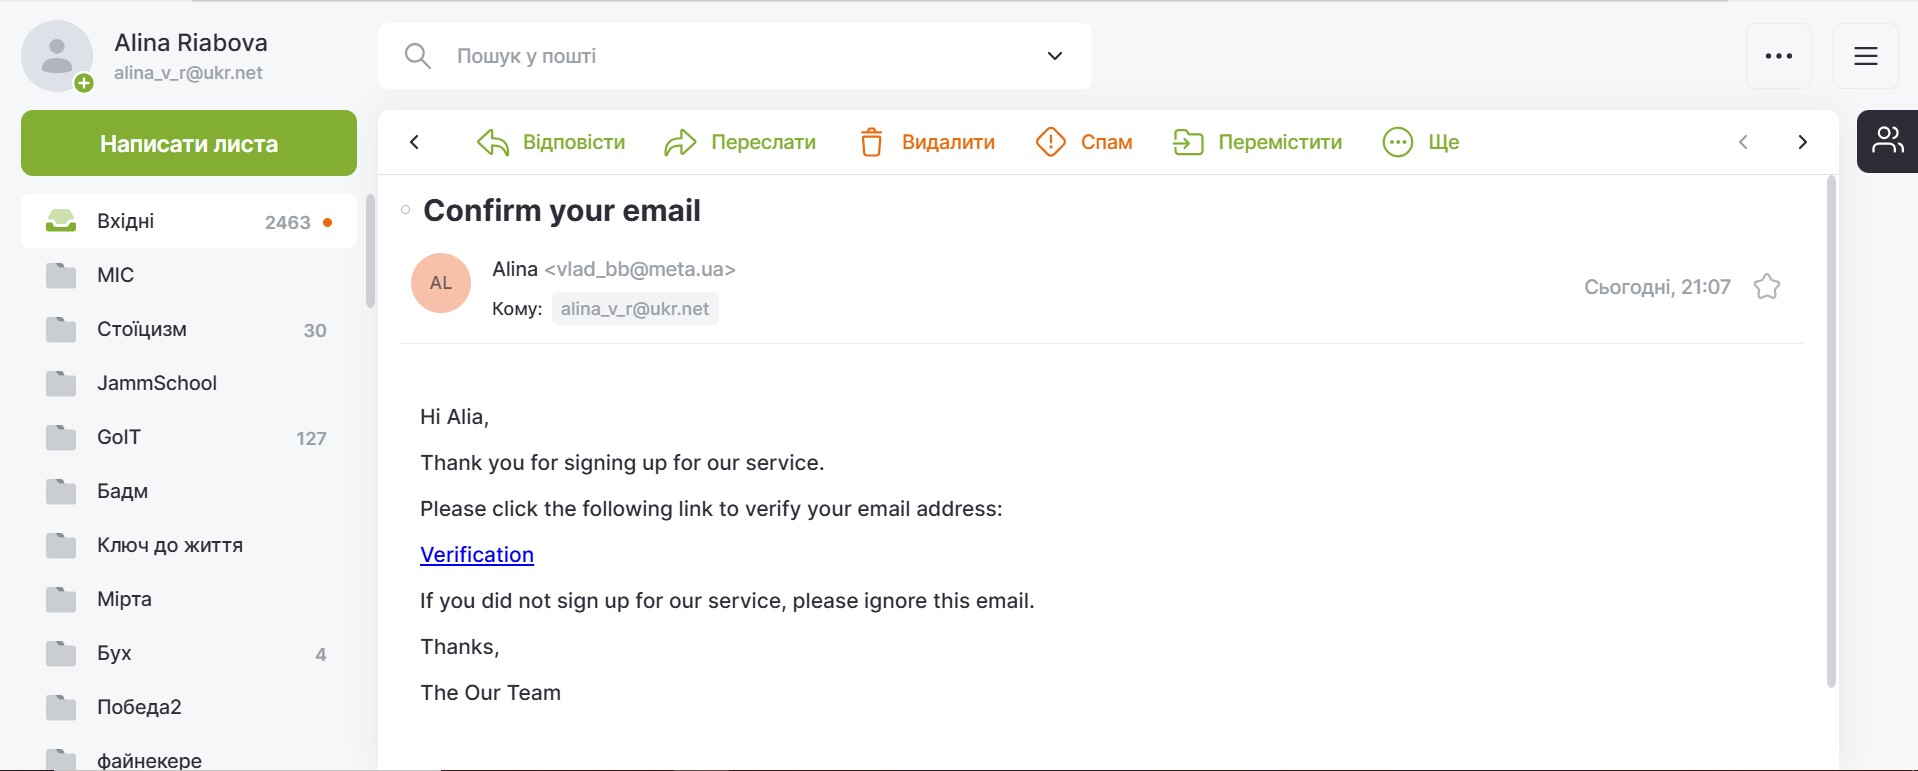 Alina Riabova
alina_v_r@ukr.net
Пошук у пошті
Написати листа
Вхідні 2463
МІС
Стоїцизм 30
JammSchool
GoIT 127
Бадм
Ключ до життя
Мірта
Бух 4
Победа2
файнекере
Відповісти Переслати Видалити Спам Перемістити Ще
Confirm your email
AL
Alina <vlad_bb@meta.ua>
Кому: alina_v_r@ukr.net
Сьогодні, 21:07
Hi Alia,
Thank you for signing up for our service.
Please click the following link to verify your email address:
Verification
If you did not sign up for our service, please ignore this email.
Thanks,
The Our Team